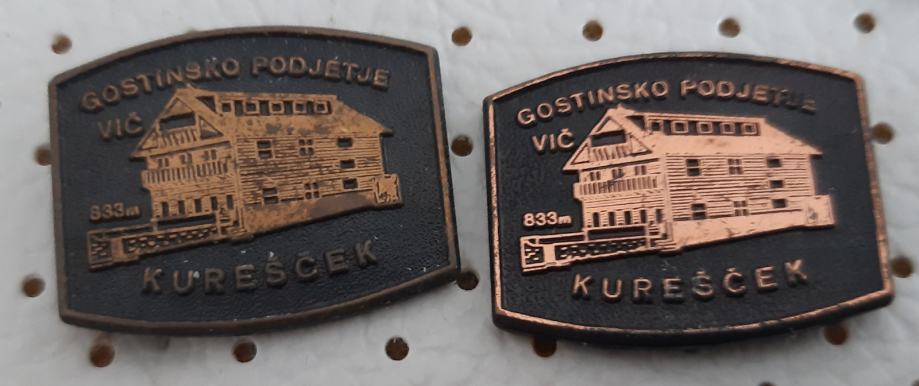 GOSTINSKO PODJETJE
VIČ
833m
KUREŠČEK
GOSTINSKO PODJETJE
VIČ
833m
KUREŠČEK